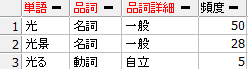 単語 品詞 品詞詳細 頻度
1 光 名詞 一般 50
2 光景 名詞 一般 28
3 光る 動詞 自立 5